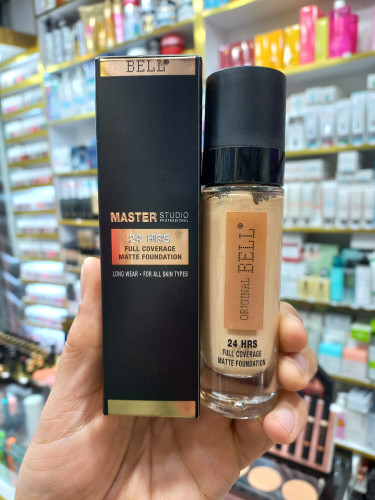 BELL®
MASTER STUDIO
PROFESSIONAL
24 HRS
FULL COVERAGE
MATTE FOUNDATION
LONG WEAR • FOR ALL SKIN TYPES
ORIGINAL BELL®
24 HRS
FULL COVERAGE
MATTE FOUNDATION